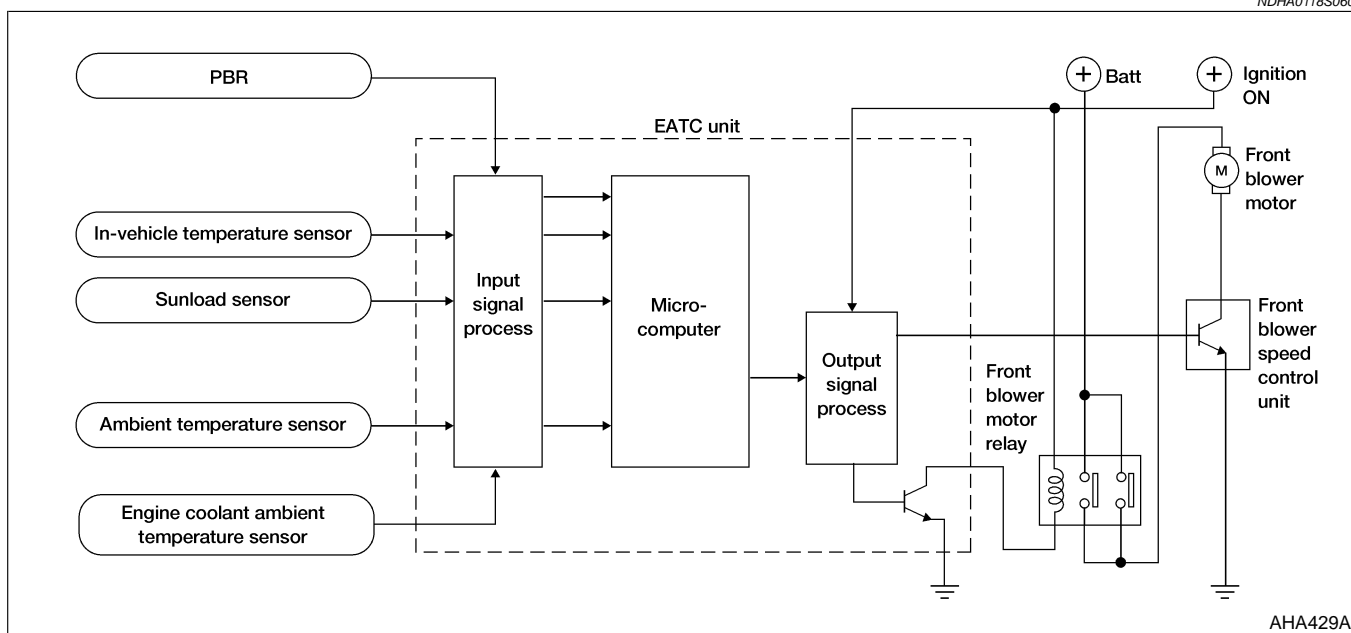 NDHA0118S060
PBR
+
Batt
+
Ignition
ON
EATC unit
Front
blower
motor
M
In-vehicle temperature sensor
Sunload sensor
Input
signal
process
Micro-
computer
Output
signal
process
Front
blower
motor
relay
Front
blower
speed
control
unit
Ambient temperature sensor
Engine coolant ambient
temperature sensor
AHA429A